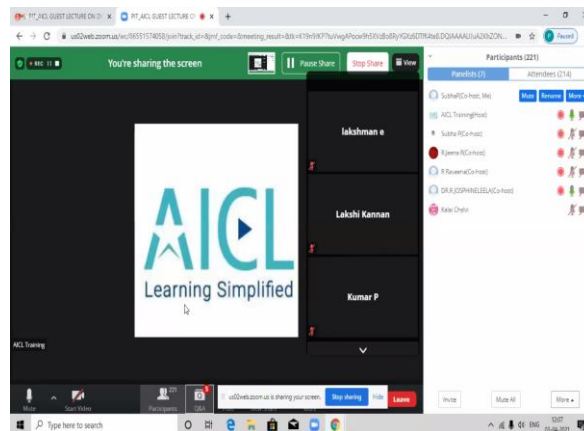 PIT_AICL GUEST LECTURE ON D
PIT_AICL GUEST LECTURE O
Paused
REC
You're sharing the screen
Pause Share
Stop Share
View
Participants (221)
Panelists (7)
Attendees (214)
SubhaP(Co-host, Me)
Mute
Rename
More
AICL Training(Host)
Subha P(Co-host)
R.Jeena R(Co-host)
R Raveena(Co-host)
DR.R.JOSPHINELEELA(Co-host)
Kalai Chelvi
lakshman e
Lakshi Kannan
Kumar P
AICL
Learning Simplified
AICL Training
Mute
Start Video
Participants
221
Q&A
us02web.zoom.us is sharing your screen.
Stop sharing
Hide
Leave
Invite
Mute All
More
Type here to search
ENG